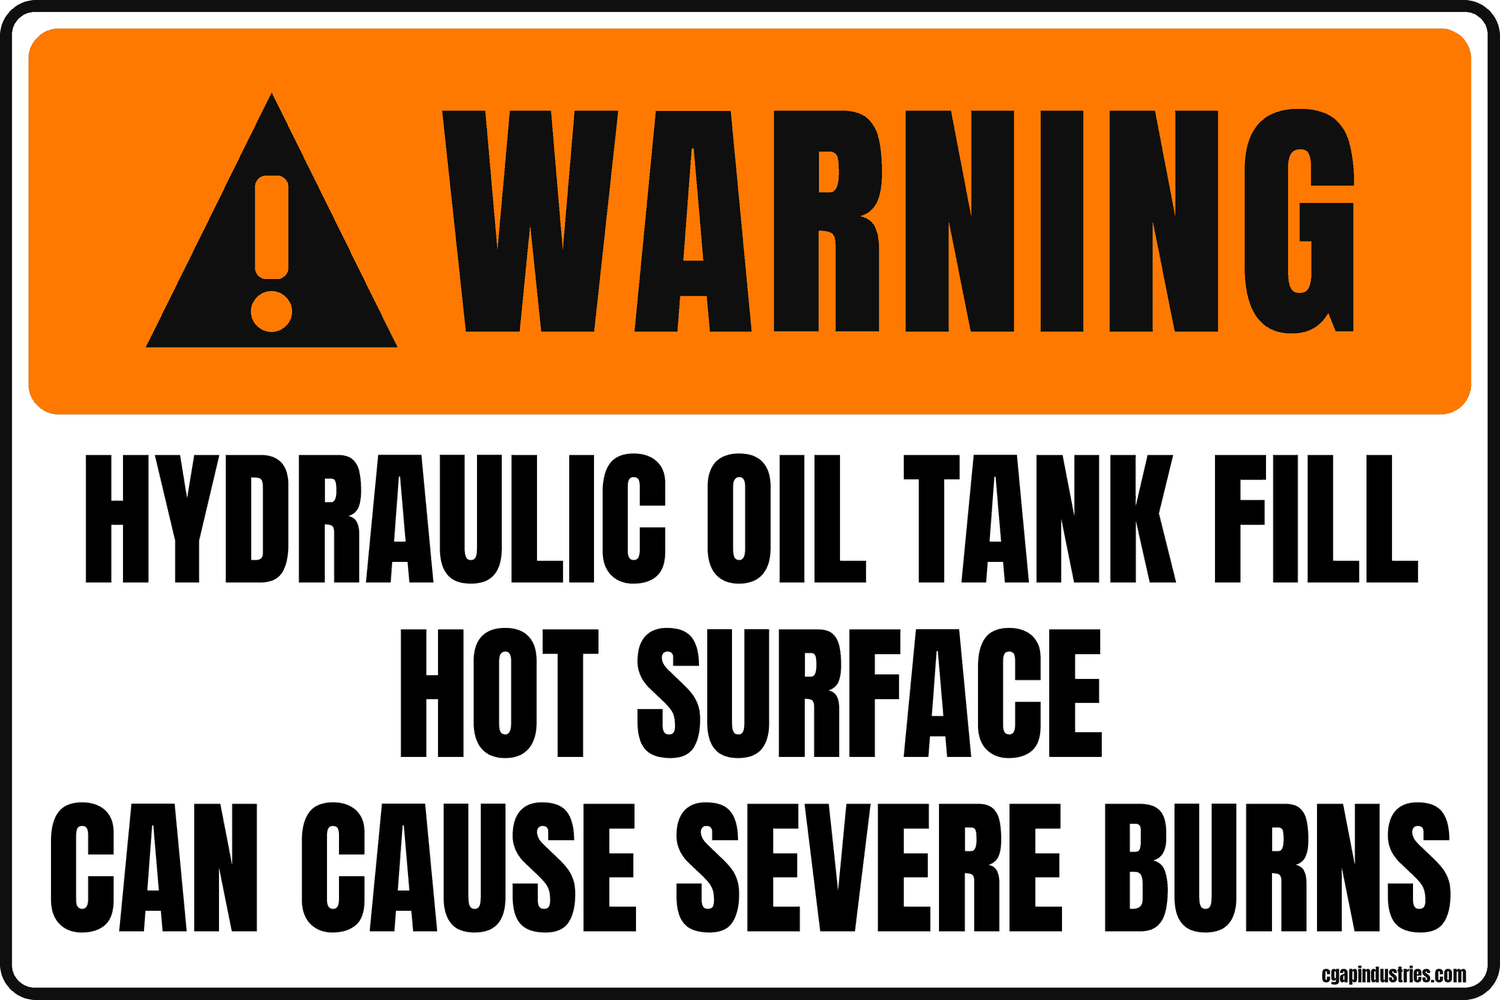 WARNING
HYDRAULIC OIL TANK FILL
HOT SURFACE
CAN CAUSE SEVERE BURNS
cgapindustries.com